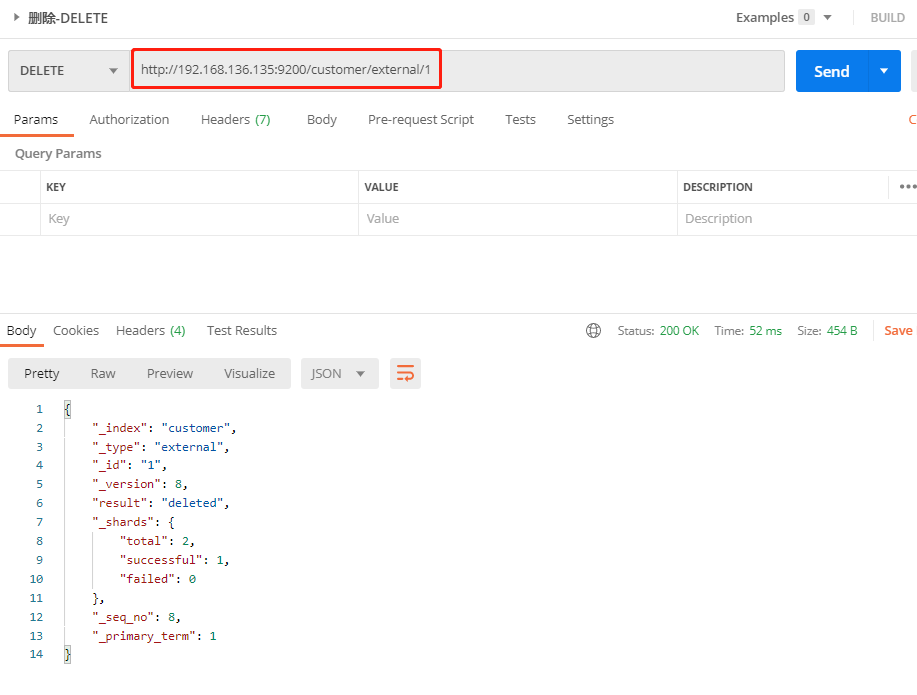 删除-DELETE Examples 0 BUILD
DELETE http://192.168.136.135:9200/customer/external/1 Send
Params Authorization Headers (7) Body Pre-request Script Tests Settings C
Query Params
KEY VALUE DESCRIPTION
Key Value Description
Body Cookies Headers (4) Test Results Status: 200 OK Time: 52 ms Size: 454 B Save
Pretty Raw Preview Visualize JSON
1 {
2 "_index": "customer",
3 "_type": "external",
4 "_id": "1",
5 "_version": 8,
6 "result": "deleted",
7 "_shards": {
8 "total": 2,
9 "successful": 1,
10 "failed": 0
11 },
12 "_seq_no": 8,
13 "_primary_term": 1
14 }